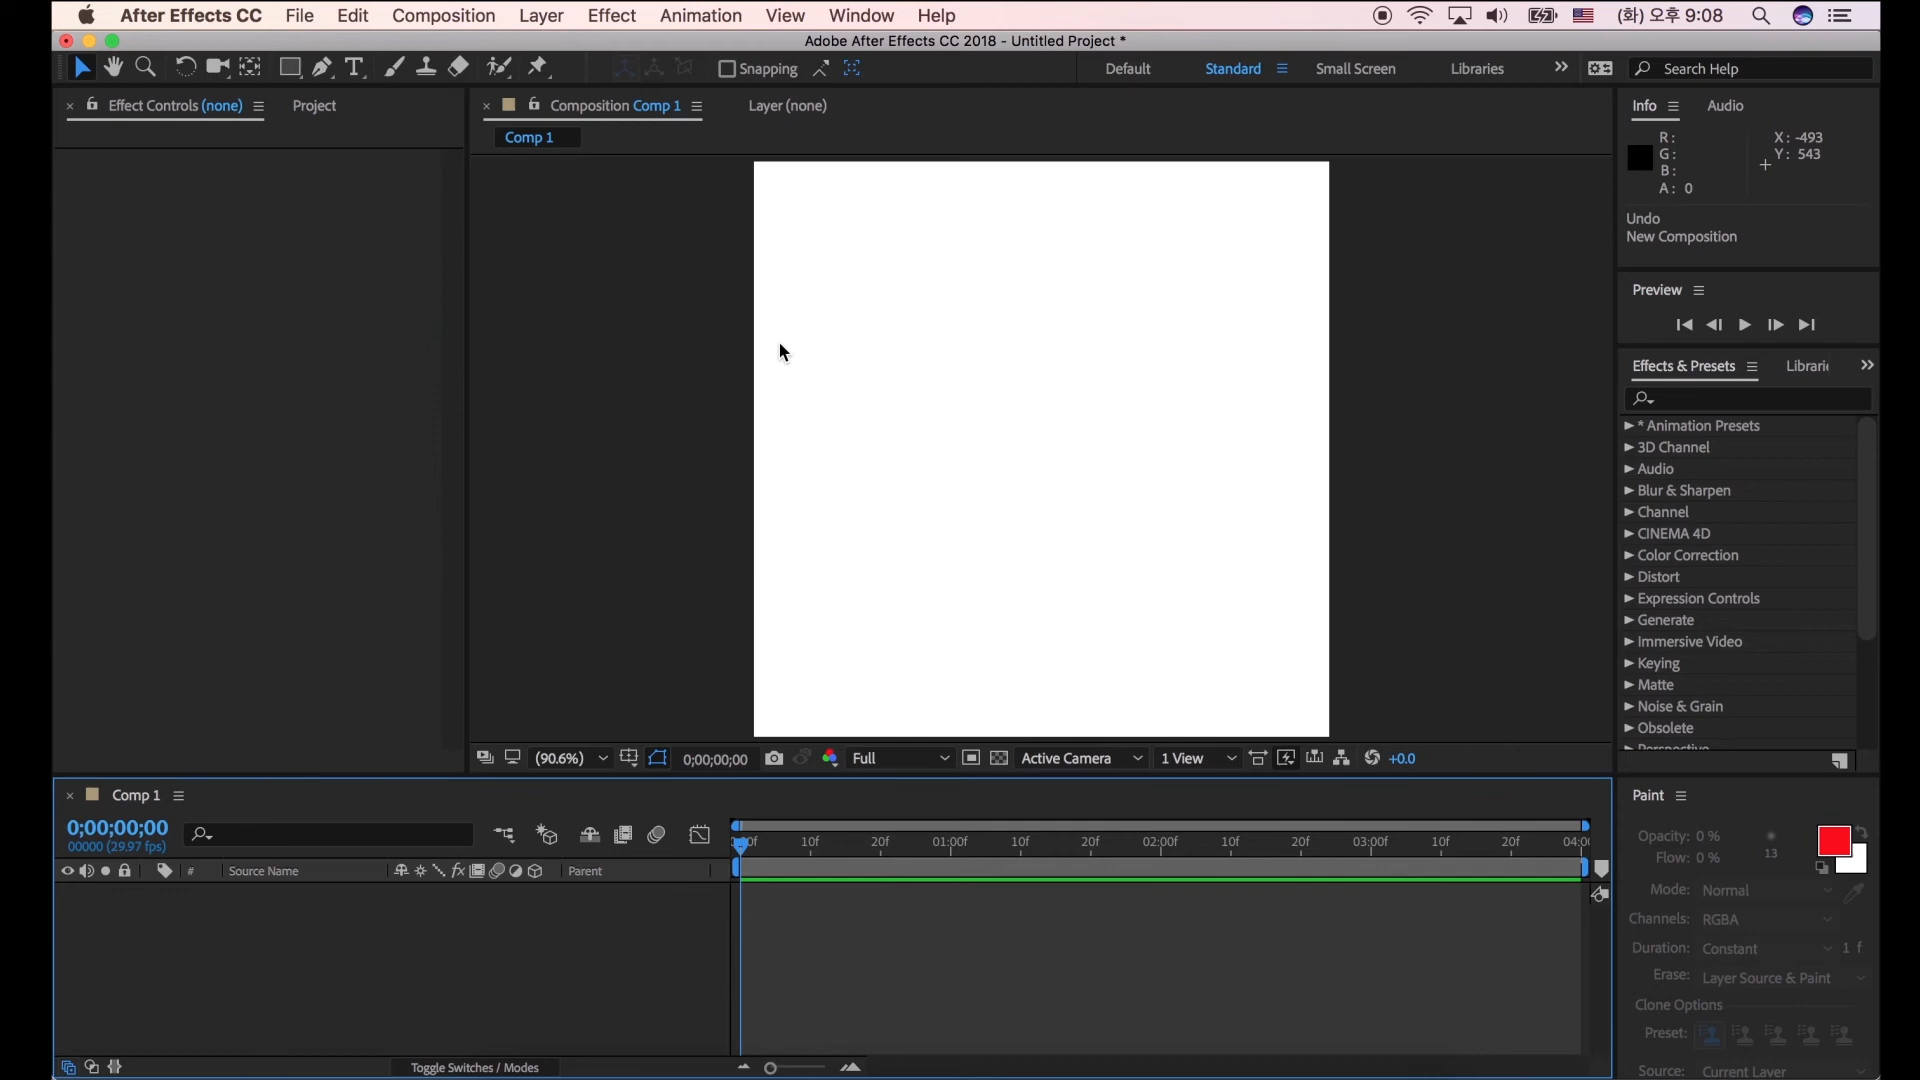 After Effects CC File Edit Composition Layer Effect Animation View Window Help (화) 오후 9:08
Adobe After Effects CC 2018 - Untitled Project *
Snapping Default Standard Small Screen Libraries Search Help
Effect Controls (none) Project
Composition Comp 1 Layer (none)
Comp 1
Info Audio
R: X: -493
G: Y: 543
B:
A: 0
Undo
New Composition
Preview
Effects & Presets Librari
* Animation Presets
3D Channel
Audio
Blur & Sharpen
Channel
CINEMA 4D
Color Correction
Distort
Expression Controls
Generate
Immersive Video
Keying
Matte
Noise & Grain
Obsolete
Perspective
(90.6%) 0;00;00;00 Full Active Camera 1 View +0.0
Comp 1
0;00;00;00
00000 (29.97 fps)
10f 20f 01:00f 10f 20f 02:00f 10f 20f 03:00f 10f 20f 04:0
# Source Name fx Parent
Toggle Switches / Modes
Paint
Opacity: 0 %
Flow: 0 % 13
Mode: Normal
Channels: RGBA
Duration: Constant 1 f
Erase: Layer Source & Paint
Clone Options
Preset:
Source: Current Layer